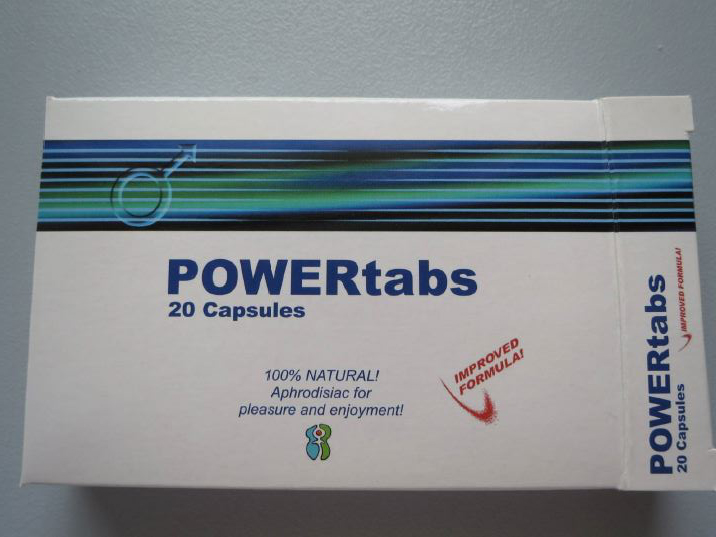 POWERtabs
20 Capsules
100% NATURAL!
Aphrodisiac for
pleasure and enjoyment!
IMPROVED
FORMULA!
POWERtabs
20 Capsules
IMPROVED FORMULA!